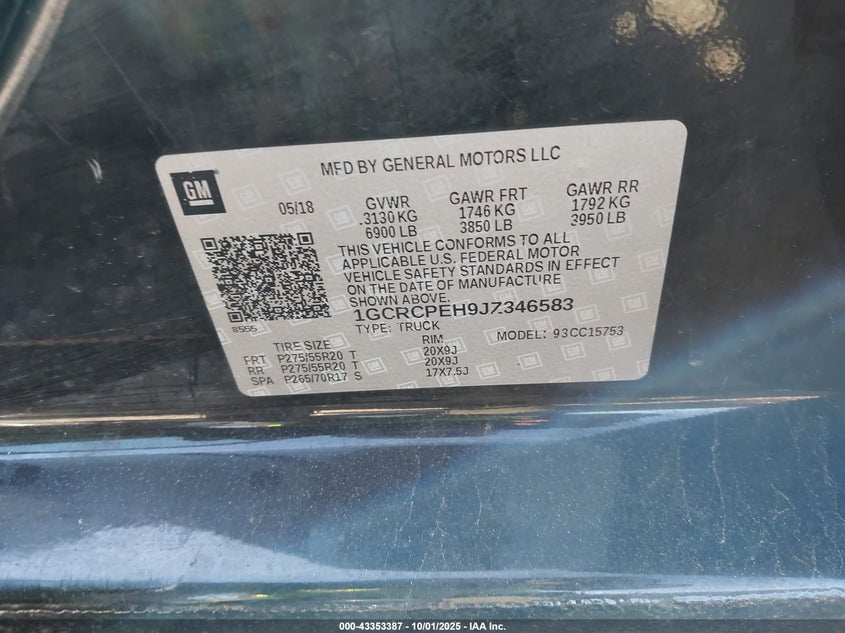 MFD BY GENERAL MOTORS LLC
GM
05/18
GVWR
3130 KG
6900 LB
GAWR FRT
1746 KG
3850 LB
GAWR RR
1792 KG
3950 LB
THIS VEHICLE CONFORMS TO ALL
APPLICABLE U.S. FEDERAL MOTOR
VEHICLE SAFETY STANDARDS IN EFFECT
ON THE DATE OF MANUFACTURE
SHOWN ABOVE.
8555
1GCRCPEH9JZ346583
TYPE: TRUCK
MODEL: 93CC15753
TIRE SIZE RIM
FRT P275/55R20 T 20X9J
RR P275/55R20 T 20X9J
SPA P265/70R17 S 17X7.5J
000-43353387 - 10/01/2025 - IAA Inc.